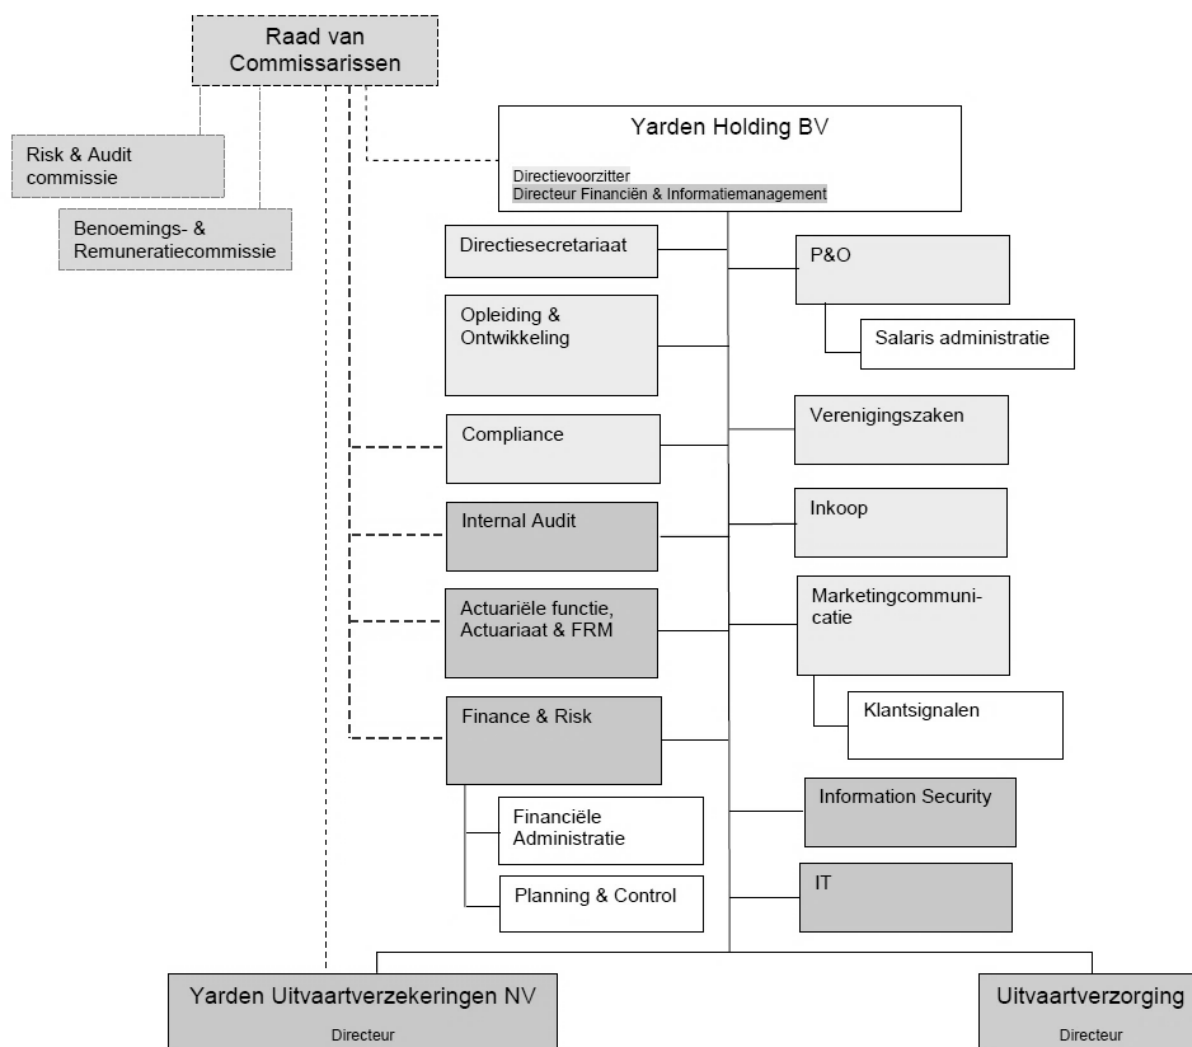 Raad van
Commissarissen
Risk & Audit
commissie
Benoemings- &
Remuneratiecommissie
Yarden Holding BV
Directievoorzitter
Directeur Financiën & Informatiemanagement
Directiesecretariaat
P&O
Salaris administratie
Opleiding &
Ontwikkeling
Verenigingszaken
Compliance
Inkoop
Internal Audit
Marketingcommuni-
catie
Actuariële functie,
Actuariaat & FRM
Klantsignalen
Finance & Risk
Information Security
Financiële
Administratie
IT
Planning & Control
Yarden Uitvaartverzekeringen NV
Directeur
Uitvaartverzorging
Directeur